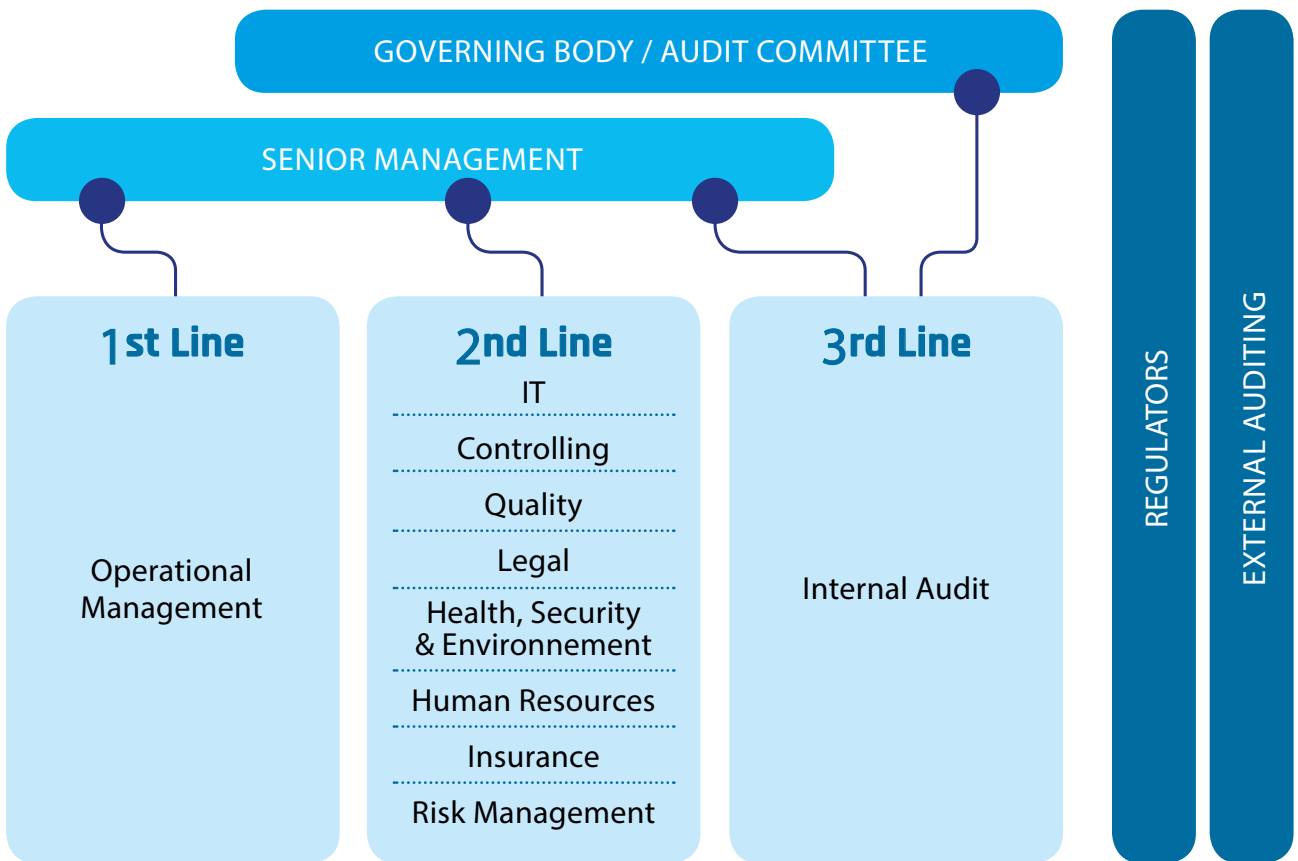 GOVERNING BODY / AUDIT COMMITTEE
SENIOR MANAGEMENT
1st Line
Operational
Management
2nd Line
IT
Controlling
Quality
Legal
Health, Security
& Environnement
Human Resources
Insurance
Risk Management
3rd Line
Internal Audit
REGULATORS
EXTERNAL AUDITING